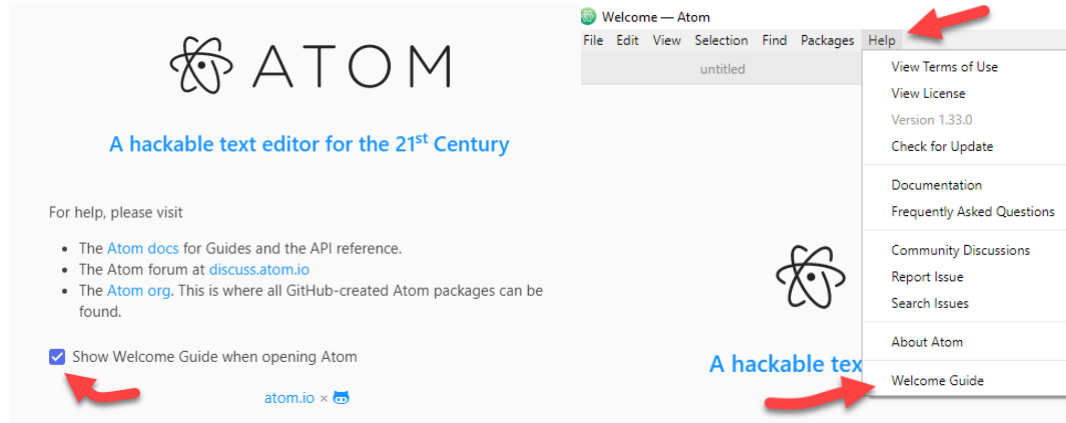 ATOM
A hackable text editor for the 21st Century
For help, please visit
• The Atom docs for Guides and the API reference.
• The Atom forum at discuss.atom.io
• The Atom org. This is where all GitHub-created Atom packages can be
found.
Show Welcome Guide when opening Atom
atom.io ×
Welcome — Atom
File Edit View Selection Find Packages Help
untitled
View Terms of Use
View License
Version 1.33.0
Check for Update
Documentation
Frequently Asked Questions
Community Discussions
Report Issue
Search Issues
About Atom
Welcome Guide
A hackable tex